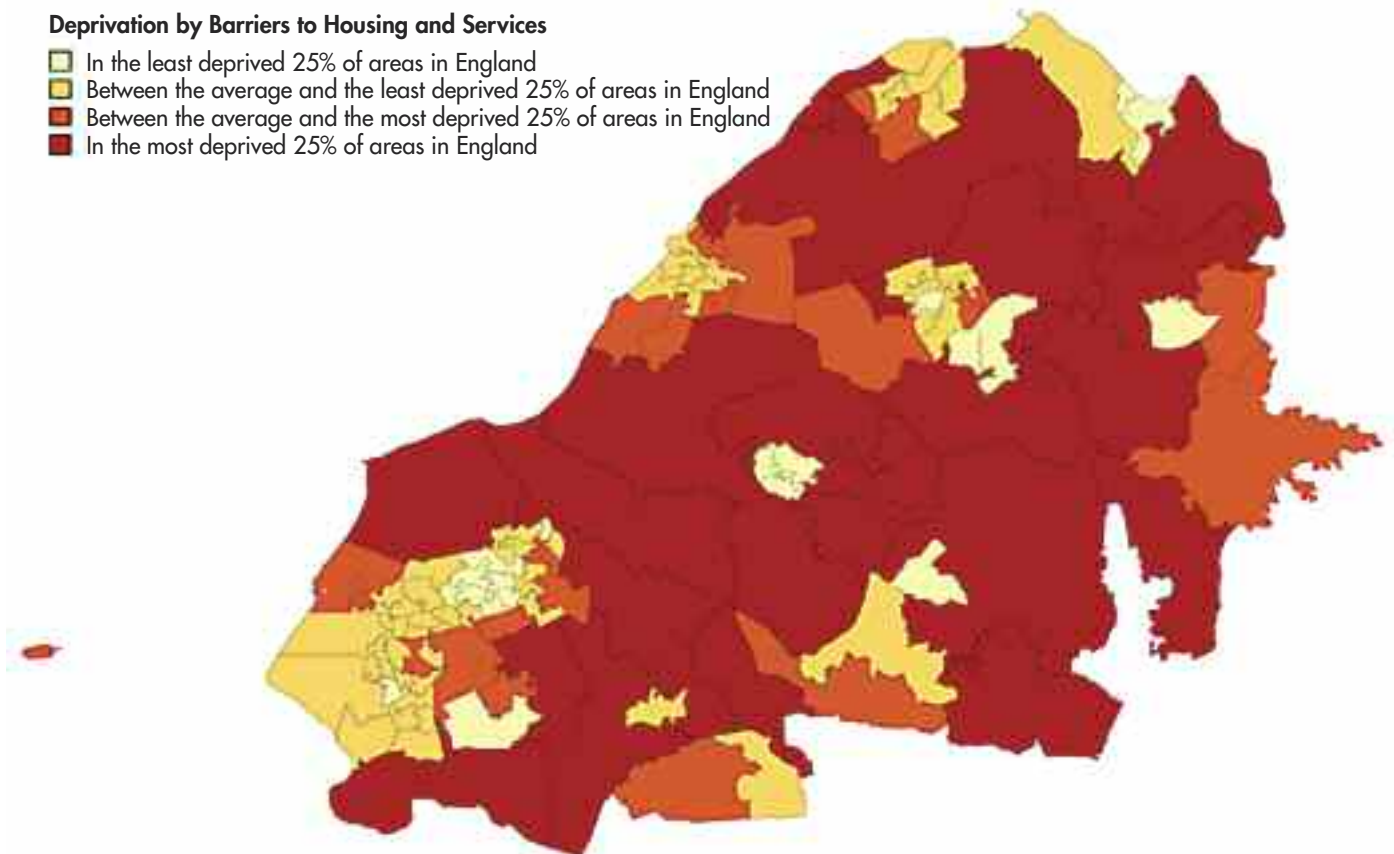 Deprivation by Barriers to Housing and Services
In the least deprived 25% of areas in England
Between the average and the least deprived 25% of areas in England
Between the average and the most deprived 25% of areas in England
In the most deprived 25% of areas in England